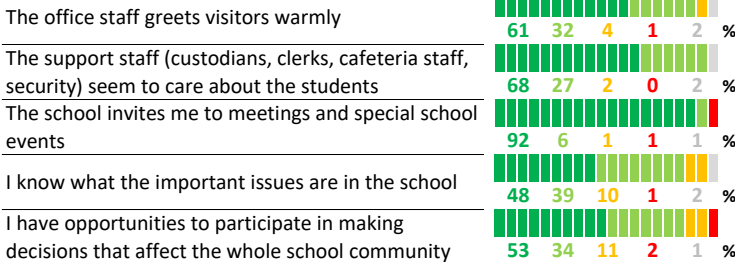 The office staff greets visitors warmly
61 32 4 1 2 %
The support staff (custodians, clerks, cafeteria staff,
security) seem to care about the students
68 27 2 0 2 %
The school invites me to meetings and special school
events
92 6 1 1 1 %
I know what the important issues are in the school
48 39 10 1 2 %
I have opportunities to participate in making
decisions that affect the whole school community
53 34 11 2 1 %